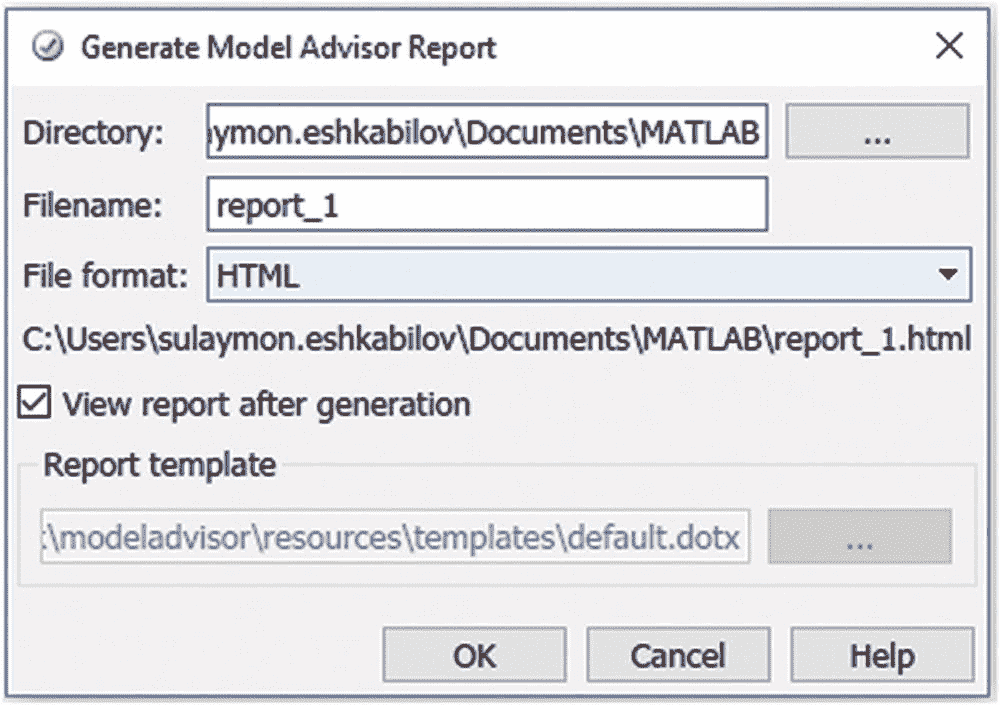 Generate Model Advisor Report
Directory: aymon.eshkabilov\Documents\MATLAB ...
Filename: report_1
File format: HTML
C:\Users\sulaymon.eshkabilov\Documents\MATLAB\report_1.html
View report after generation
Report template
:\modeladvisor\resources\templates\default.dotx ...
OK Cancel Help